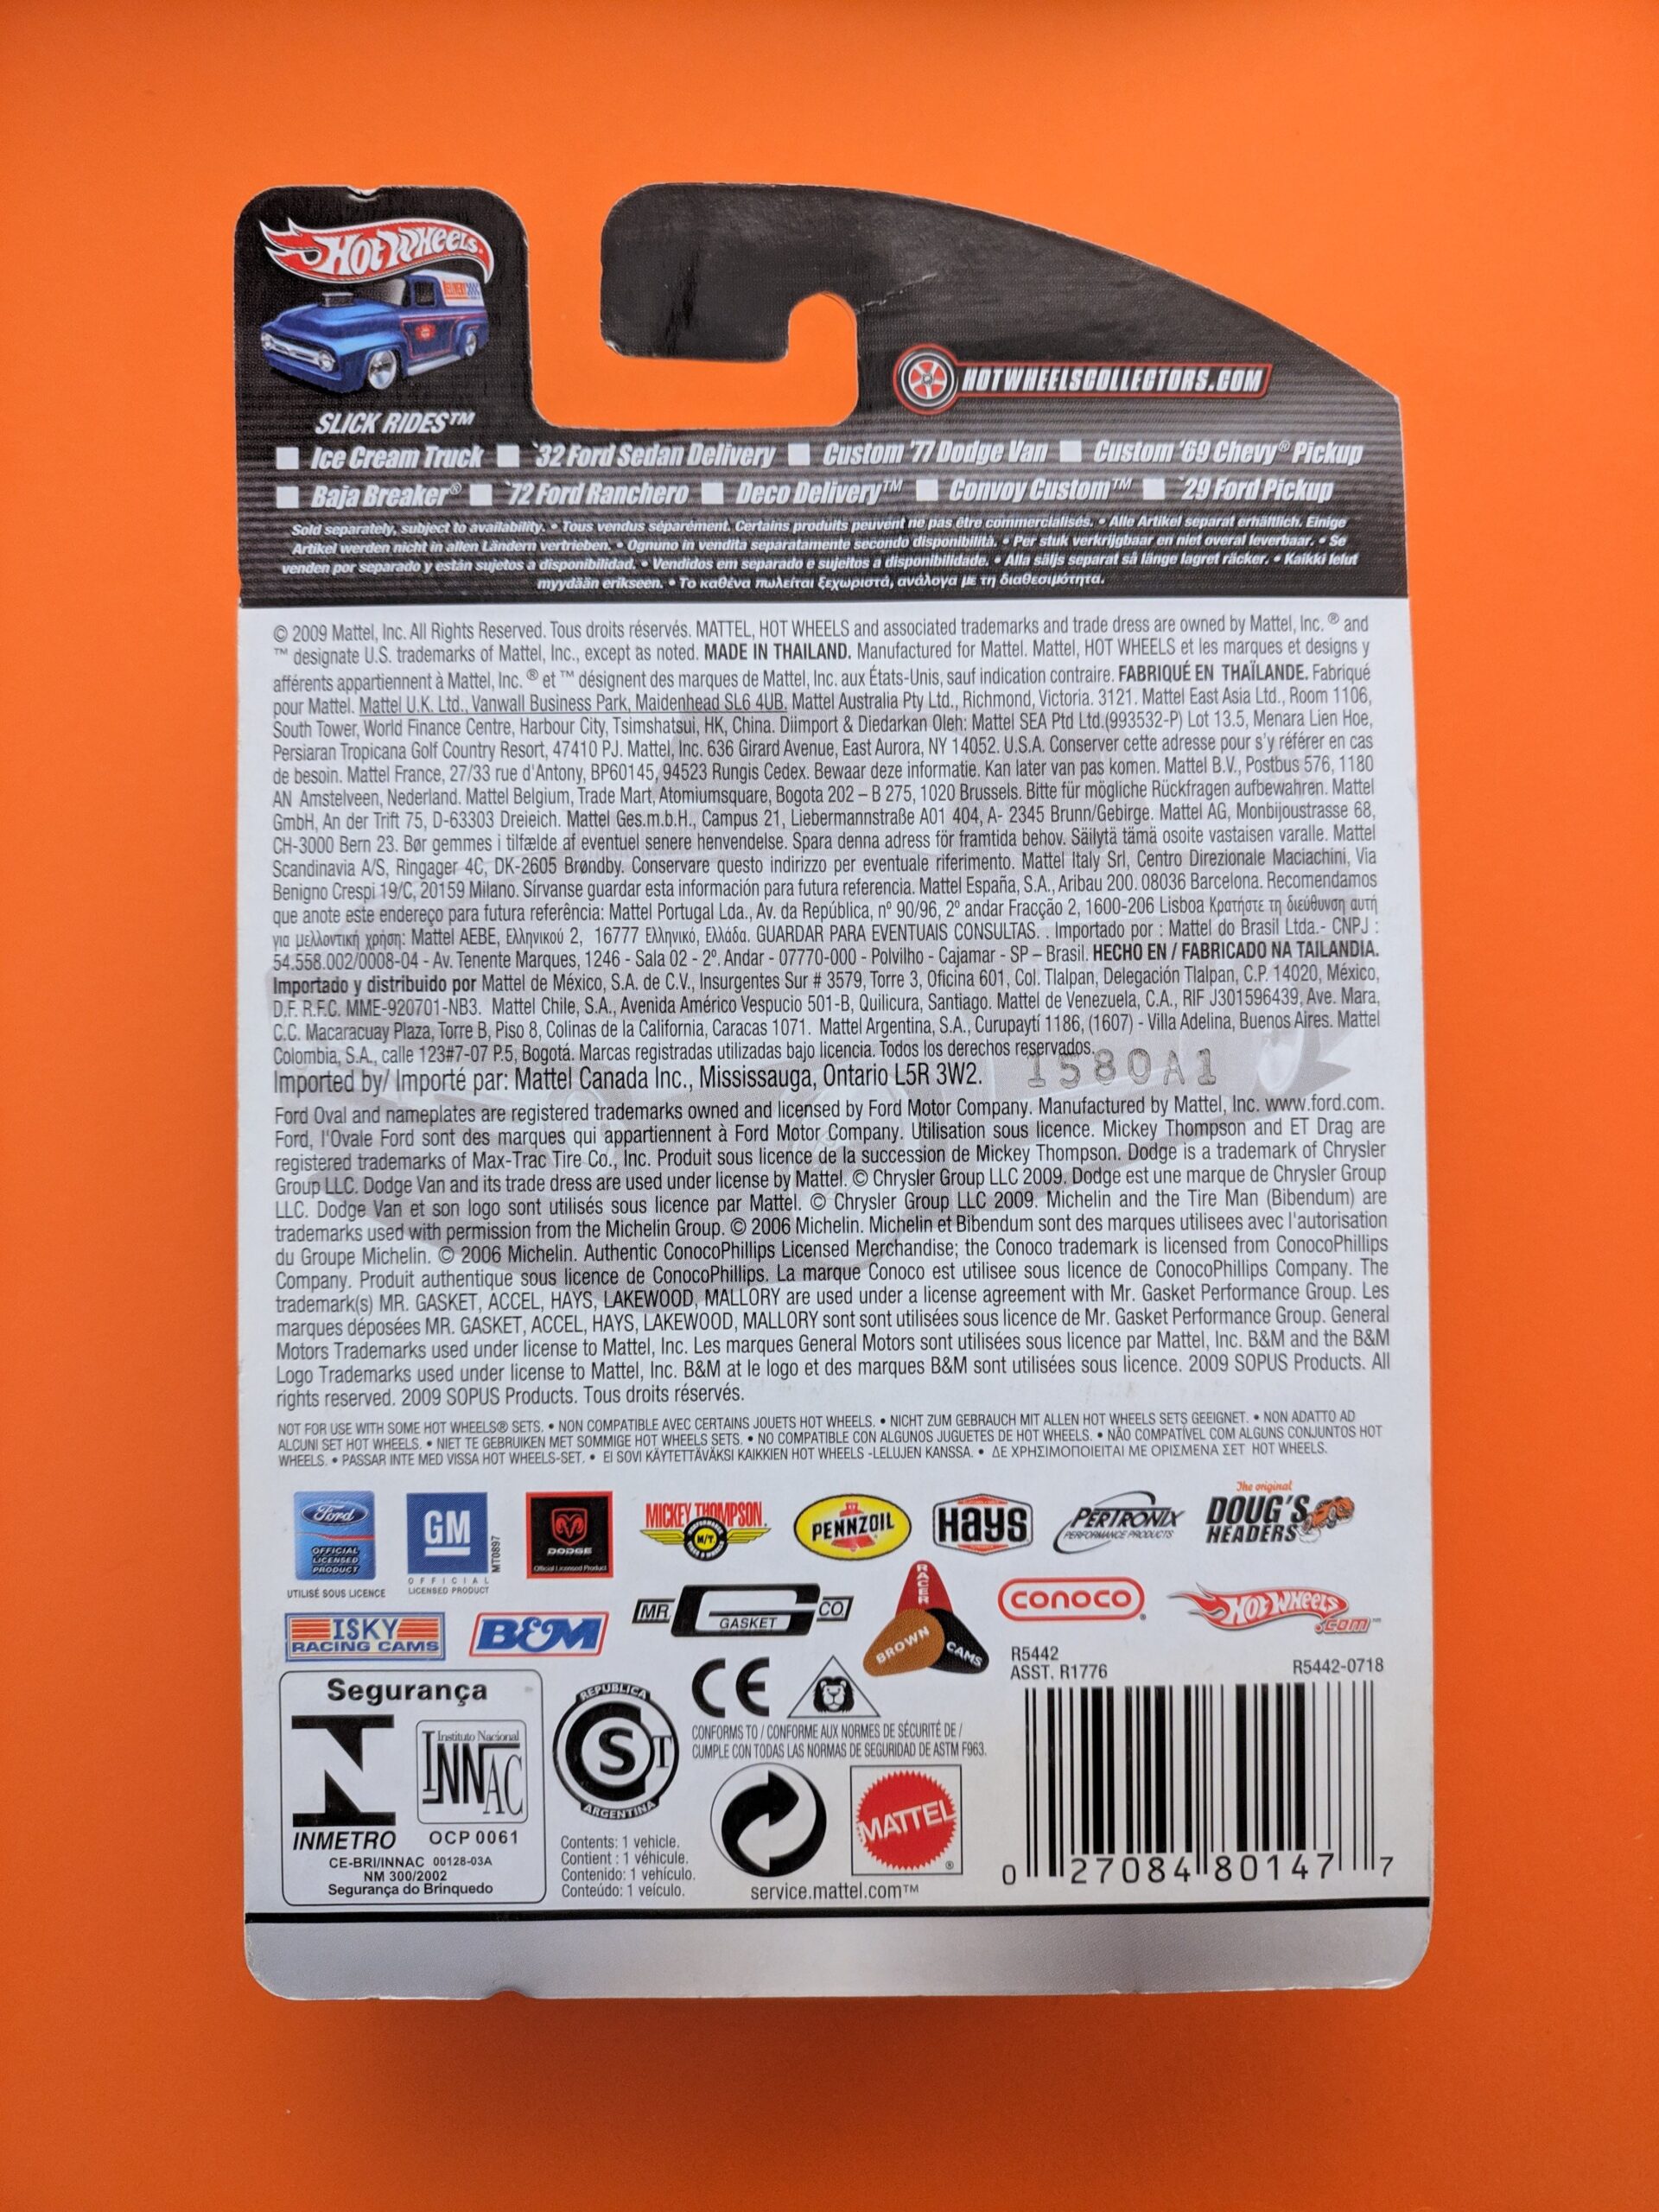 HOT WHEELS
DELIVERY
HOTWHEELSCOLLECTORS.COM
SLICK RIDES™
Ice Cream Truck '32 Ford Sedan Delivery Custom '77 Dodge Van Custom '69 Chevy® Pickup
Baja Breaker® '72 Ford Ranchero Deco Delivery™ Convoy Custom™ '29 Ford Pickup
Sold separately, subject to availability. • Tous vendus séparément. Certains produits peuvent ne pas être commercialisés. • Alle Artikel separat erhältlich. Einige
Artikel werden nicht in allen Ländern vertrieben. • Ognuno in vendita separatamente secondo disponibilità. • Per stuk verkrijgbaar en niet overal leverbaar. • Se
venden por separado y están sujetos a disponibilidad. • Vendidos em separado e sujeitos a disponibilidade. • Alla säljs separat så länge lagret räcker. • Kaikki lelut
myydään erikseen. • Το καθένα πωλείται ξεχωριστά, ανάλογα με τη διαθεσιμότητα.
© 2009 Mattel, Inc. All Rights Reserved. Tous droits réservés. MATTEL, HOT WHEELS and associated trademarks and trade dress are owned by Mattel, Inc. ® and
™ designate U.S. trademarks of Mattel, Inc., except as noted. MADE IN THAILAND. Manufactured for Mattel. Mattel, HOT WHEELS et les marques et designs y
afférents appartiennent à Mattel, Inc. ® et ™ désignent des marques de Mattel, Inc. aux États-Unis, sauf indication contraire. FABRIQUÉ EN THAÏLANDE. Fabriqué
pour Mattel. Mattel U.K. Ltd., Vanwall Business Park, Maidenhead SL6 4UB. Mattel Australia Pty Ltd., Richmond, Victoria. 3121. Mattel East Asia Ltd., Room 1106,
South Tower, World Finance Centre, Harbour City, Tsimshatsui, HK, China. Diimport & Diedarkan Oleh: Mattel SEA Ptd Ltd.(993532-P) Lot 13.5, Menara Lien Hoe,
Persiaran Tropicana Golf Country Resort, 47410 PJ. Mattel, Inc. 636 Girard Avenue, East Aurora, NY 14052. U.S.A. Conserver cette adresse pour s'y référer en cas
de besoin. Mattel France, 27/33 rue d'Antony, BP60145, 94523 Rungis Cedex. Bewaar deze informatie. Kan later van pas komen. Mattel B.V., Postbus 576, 1180
AN Amstelveen, Nederland. Mattel Belgium, Trade Mart, Atomiumsquare, Bogota 202 – B 275, 1020 Brussels. Bitte für mögliche Rückfragen aufbewahren. Mattel
GmbH, An der Trift 75, D-63303 Dreieich. Mattel Ges.m.b.H., Campus 21, Liebermannstraße A01 404, A- 2345 Brunn/Gebirge. Mattel AG, Monbijoustrasse 68,
CH-3000 Bern 23. Bør gemmes i tilfælde af eventuel senere henvendelse. Spara denna adress för framtida behov. Säilytä tämä osoite vastaisen varalle. Mattel
Scandinavia A/S, Ringager 4C, DK-2605 Brøndby. Conservare questo indirizzo per eventuale riferimento. Mattel Italy Srl, Centro Direzionale Maciachini, Via
Benigno Crespi 19/C, 20159 Milano. Sírvanse guardar esta información para futura referencia. Mattel España, S.A., Aribau 200. 08036 Barcelona. Recomendamos
que anote este endereço para futura referência: Mattel Portugal Lda., Av. da República, nº 90/96, 2º andar Fracção 2, 1600-206 Lisboa Κρατήστε τη διεύθυνση αυτή
για μελλοντική χρήση: Mattel AEBE, Ελληνικού 2, 16777 Ελληνικό, Ελλάδα. GUARDAR PARA EVENTUAIS CONSULTAS. . Importado por : Mattel do Brasil Ltda.- CNPJ :
54.558.002/0008-04 - Av. Tenente Marques, 1246 - Sala 02 - 2º. Andar - 07770-000 - Polvilho - Cajamar - SP – Brasil. HECHO EN / FABRICADO NA TAILANDIA.
Importado y distribuido por Mattel de México, S.A. de C.V., Insurgentes Sur # 3579, Torre 3, Oficina 601, Col. Tlalpan, Delegación Tlalpan, C.P. 14020, México,
D.F. R.F.C. MME-920701-NB3. Mattel Chile, S.A., Avenida Américo Vespucio 501-B, Quilicura, Santiago. Mattel de Venezuela, C.A., RIF J301596439, Ave. Mara,
C.C. Macaracuay Plaza, Torre B, Piso 8, Colinas de la California, Caracas 1071. Mattel Argentina, S.A., Curupaytí 1186, (1607) - Villa Adelina, Buenos Aires. Mattel
Colombia, S.A., calle 123#7-07 P.5, Bogotá. Marcas registradas utilizadas bajo licencia. Todos los derechos reservados.
Imported by/ Importé par: Mattel Canada Inc., Mississauga, Ontario L5R 3W2. 1580A1
Ford Oval and nameplates are registered trademarks owned and licensed by Ford Motor Company. Manufactured by Mattel, Inc. www.ford.com.
Ford, l'Ovale Ford sont des marques qui appartiennent à Ford Motor Company. Utilisation sous licence. Mickey Thompson and ET Drag are
registered trademarks of Max-Trac Tire Co., Inc. Produit sous licence de la succession de Mickey Thompson. Dodge is a trademark of Chrysler
Group LLC. Dodge Van and its trade dress are used under license by Mattel. © Chrysler Group LLC 2009. Dodge est une marque de Chrysler Group
LLC. Dodge Van et son logo sont utilisés sous licence par Mattel. © Chrysler Group LLC 2009. Michelin and the Tire Man (Bibendum) are
trademarks used with permission from the Michelin Group. © 2006 Michelin. Michelin et Bibendum sont des marques utilisees avec l'autorisation
du Groupe Michelin. © 2006 Michelin. Authentic ConocoPhillips Licensed Merchandise; the Conoco trademark is licensed from ConocoPhillips
Company. Produit authentique sous licence de ConocoPhillips. La marque Conoco est utilisee sous licence de ConocoPhillips Company. The
trademark(s) MR. GASKET, ACCEL, HAYS, LAKEWOOD, MALLORY are used under a license agreement with Mr. Gasket Performance Group. Les
marques déposées MR. GASKET, ACCEL, HAYS, LAKEWOOD, MALLORY sont sont utilisées sous licence de Mr. Gasket Performance Group. General
Motors Trademarks used under license to Mattel, Inc. Les marques General Motors sont utilisées sous licence par Mattel, Inc. B&M and the B&M
Logo Trademarks used under license to Mattel, Inc. B&M at le logo et des marques B&M sont utilisées sous licence. 2009 SOPUS Products. All
rights reserved. 2009 SOPUS Products. Tous droits réservés.
NOT FOR USE WITH SOME HOT WHEELS® SETS. • NON COMPATIBLE AVEC CERTAINS JOUETS HOT WHEELS. • NICHT ZUM GEBRAUCH MIT ALLEN HOT WHEELS SETS GEEIGNET. • NON ADATTO AD
ALCUNI SET HOT WHEELS. • NIET TE GEBRUIKEN MET SOMMIGE HOT WHEELS SETS. • NO COMPATIBLE CON ALGUNOS JUGUETES DE HOT WHEELS. • NÃO COMPATÍVEL COM ALGUNS CONJUNTOS HOT
WHEELS. • PASSAR INTE MED VISSA HOT WHEELS-SET. • EI SOVI KÄYTETTÄVÄKSI KAIKKIEN HOT WHEELS -LELUJEN KANSSA. • ΔΕ ΧΡΗΣΙΜΟΠΟΙΕΙΤΑΙ ΜΕ ΟΡΙΣΜΕΝΑ ΣΕΤ HOT WHEELS.
Ford
OFFICIAL
LICENSED
PRODUCT
UTILISÉ SOUS LICENCE
GM
OFFICIAL
LICENSED PRODUCT
MT0897
DODGE
Official Licensed Product
MICKEY THOMPSON
M/T
PENNZOIL
Hays
PERTRONIX
PERFORMANCE PRODUCTS
The original
DOUG'S
HEADERS
ISKY
RACING CAMS
B&M
MR. GASKET CO
RACER
BROWN
CAMS
CONOCO®
HOT WHEELS
.com™
R5442
ASST. R1776
R5442-0718
Segurança
INMETRO
Instituto Nacional
INNAC
OCP 0061
CE-BRI/INNAC 00128-03A
NM 300/2002
Segurança do Brinquedo
REPUBLICA
S T
ARGENTINA
CE
CONFORMS TO / CONFORME AUX NORMES DE SÉCURITÉ DE /
CUMPLE CON TODAS LAS NORMAS DE SEGURIDAD DE ASTM F963.
Contents: 1 vehicle.
Contient : 1 véhicule.
Contenido: 1 vehículo.
Conteúdo: 1 veículo.
MATTEL
®
service.mattel.com™
0 27084 80147 7